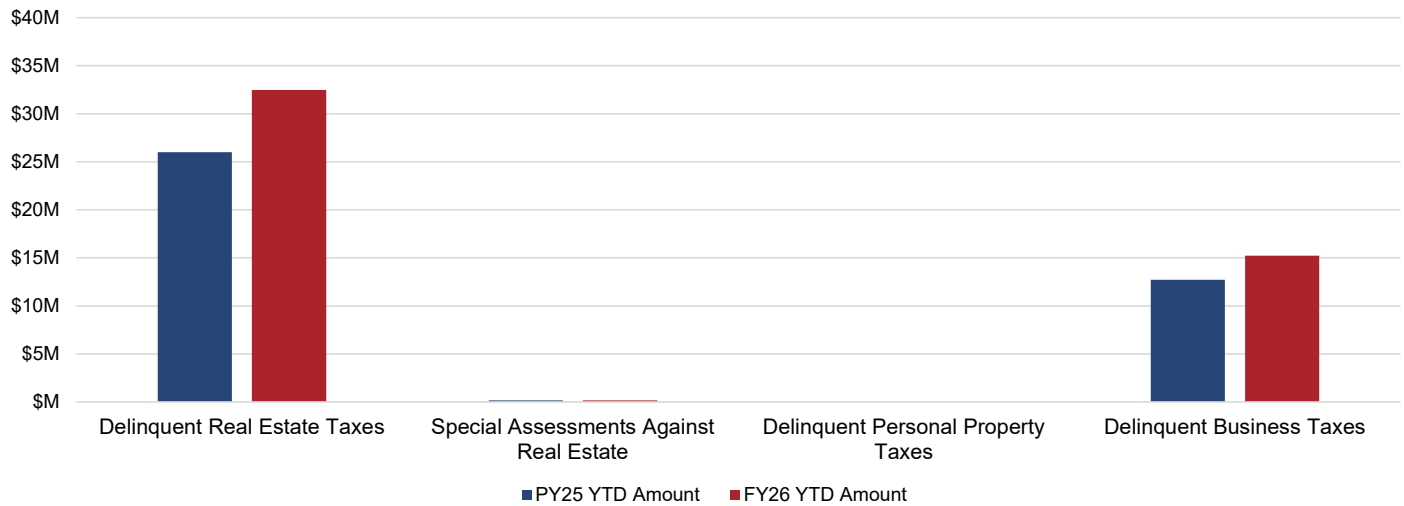 $40M
$35M
$30M
$25M
$20M
$15M
$10M
$5M
$M
Delinquent Real Estate Taxes
Special Assessments Against
Real Estate
Delinquent Personal Property
Taxes
Delinquent Business Taxes
PY25 YTD Amount
FY26 YTD Amount